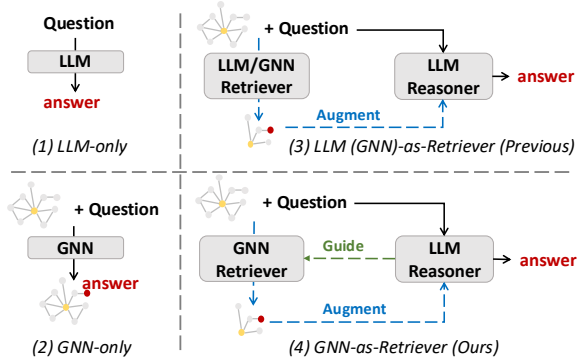 Question
LLM
answer
(1) LLM-only
+ Question
LLM/GNN
Retriever
LLM
Reasoner
answer
Augment
(3) LLM (GNN)-as-Retriever (Previous)
+ Question
GNN
answer
(2) GNN-only
+ Question
GNN
Retriever
Guide
LLM
Reasoner
answer
Augment
(4) GNN-as-Retriever (Ours)